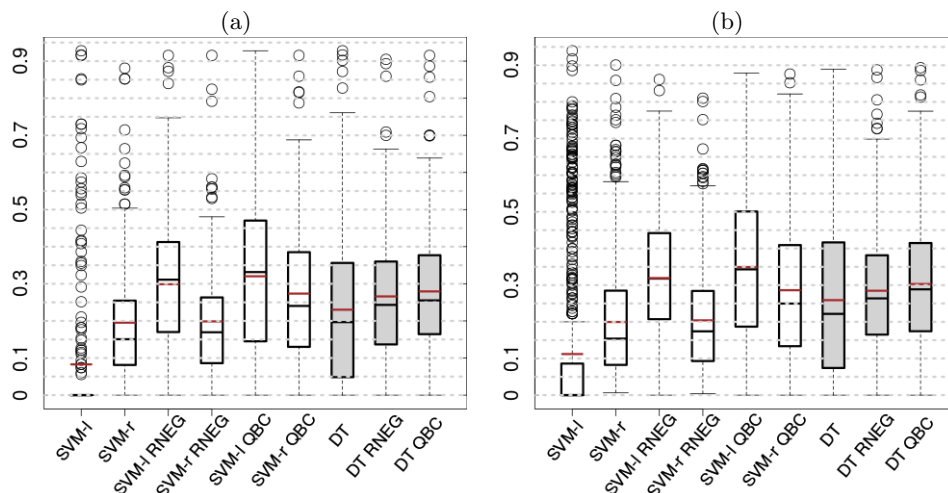 (a)
(b)
0.9
0.7
0.5
0.3
0.1
0
0.9
0.7
0.5
0.3
0.1
0
SVM-l
SVM-r
SVM-l RNEG
SVM-r RNEG
SVM-l QBC
SVM-r QBC
DT
DT RNEG
DT QBC
SVM-l
SVM-r
SVM-l RNEG
SVM-r RNEG
SVM-l QBC
SVM-r QBC
DT
DT RNEG
DT QBC